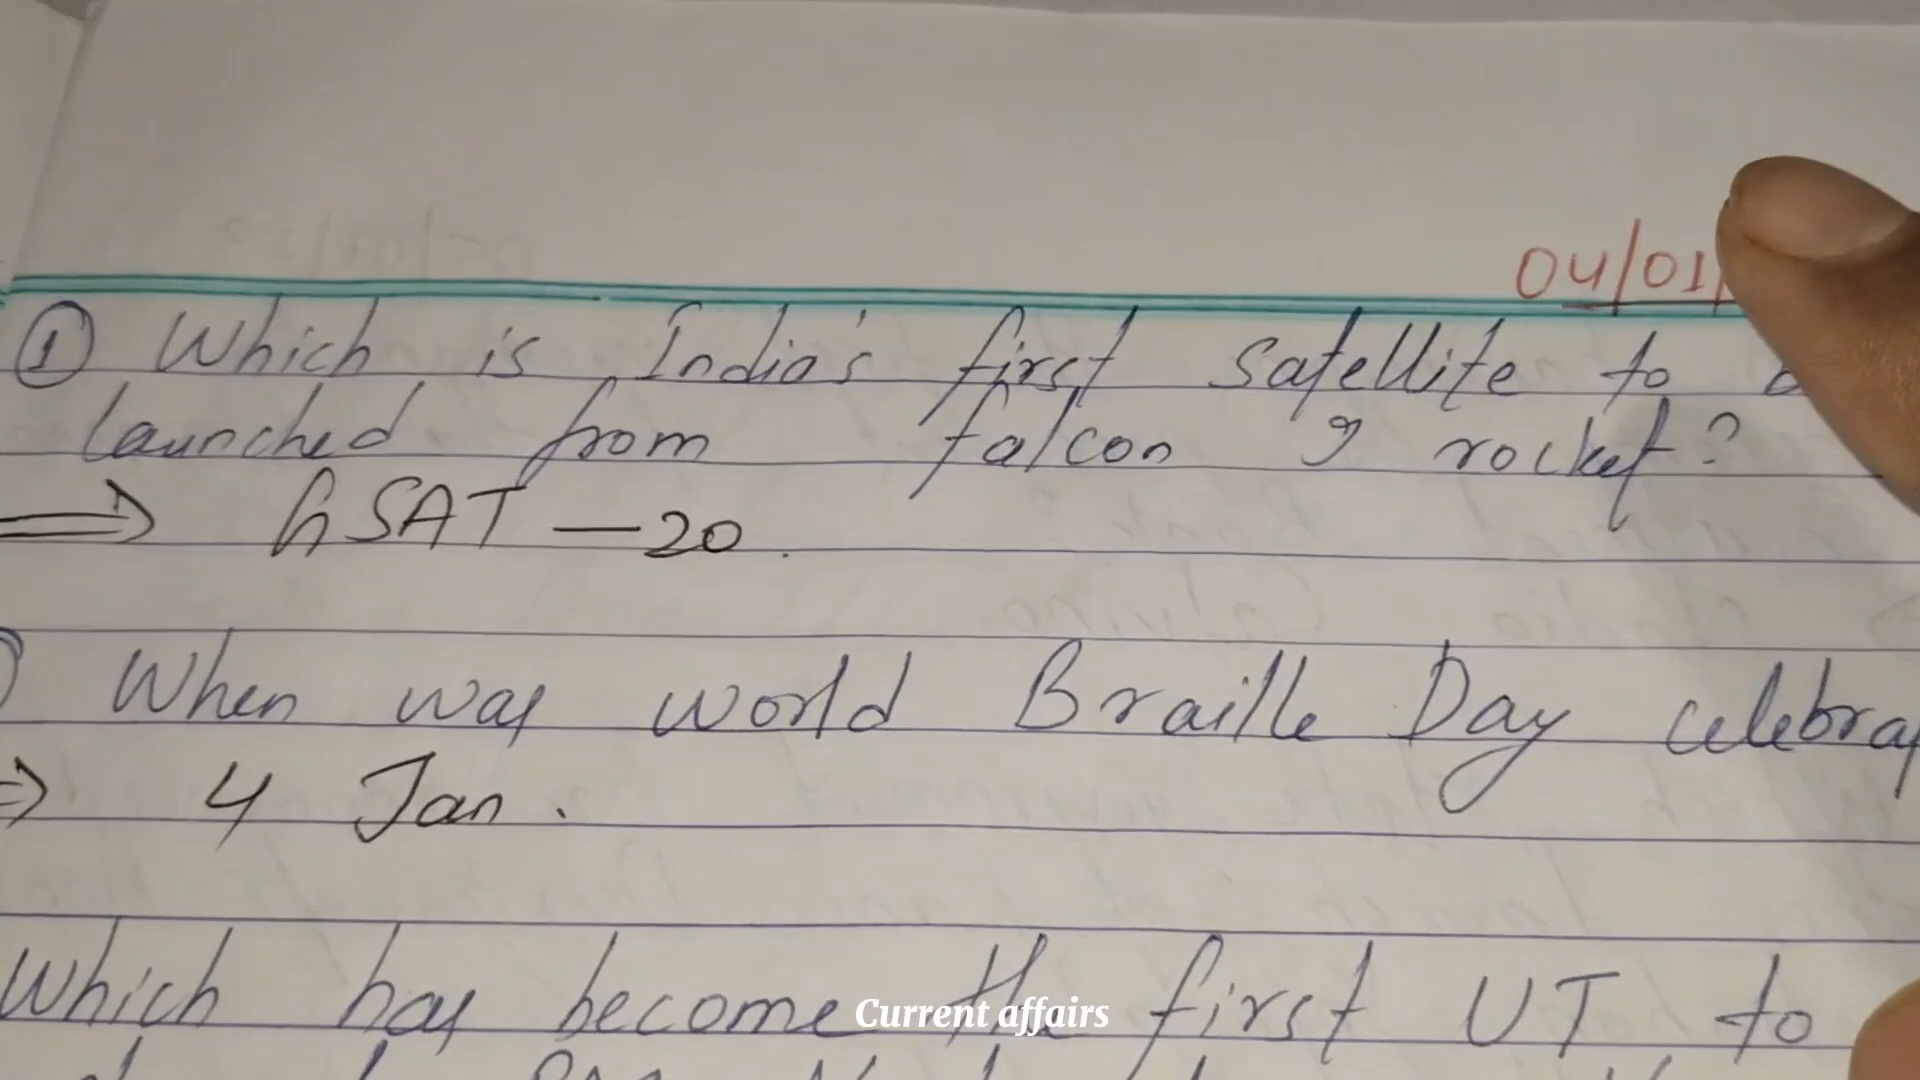 04/01/
① Which is India's first satellite to
launched from falcon 9 rocket?
⇒ GSAT — 20.
When was world Braille Day celebra
⇒ 4 Jan.
Which has become the first UT to
Current affairs